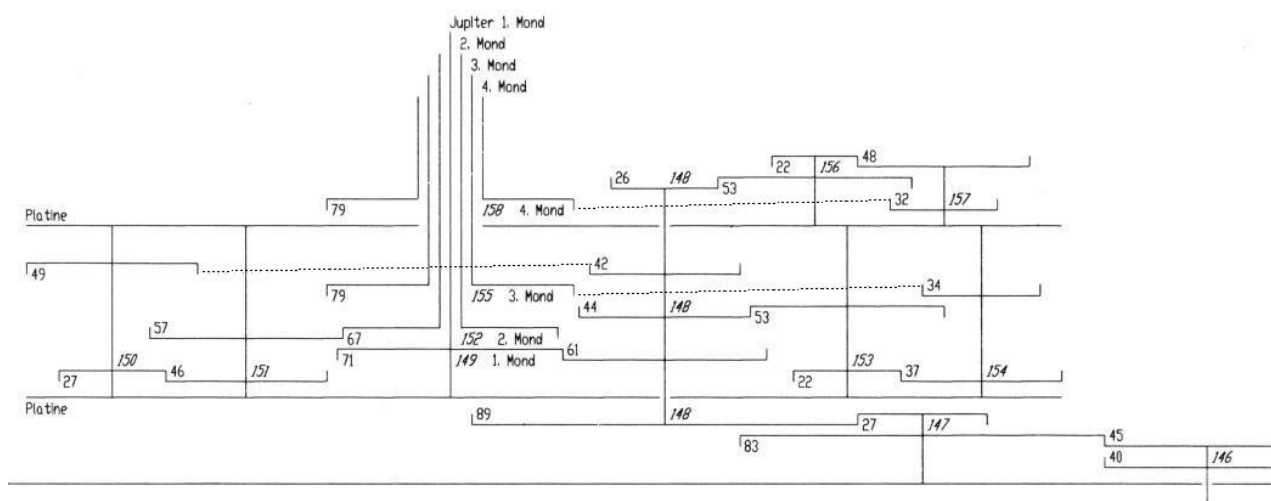 Jupiter 1. Mond
2. Mond
3. Mond
4. Mond
48
22 156
26 148
53
79
158 4. Mond
32 157
Platine
49
42
79
155 3. Mond
34
44 148
53
57
67
152 2. Mond
71
149 1. Mond
61
150
27
46 151
153
22
37 154
Platine
89 148
27 147
83
45
40 146